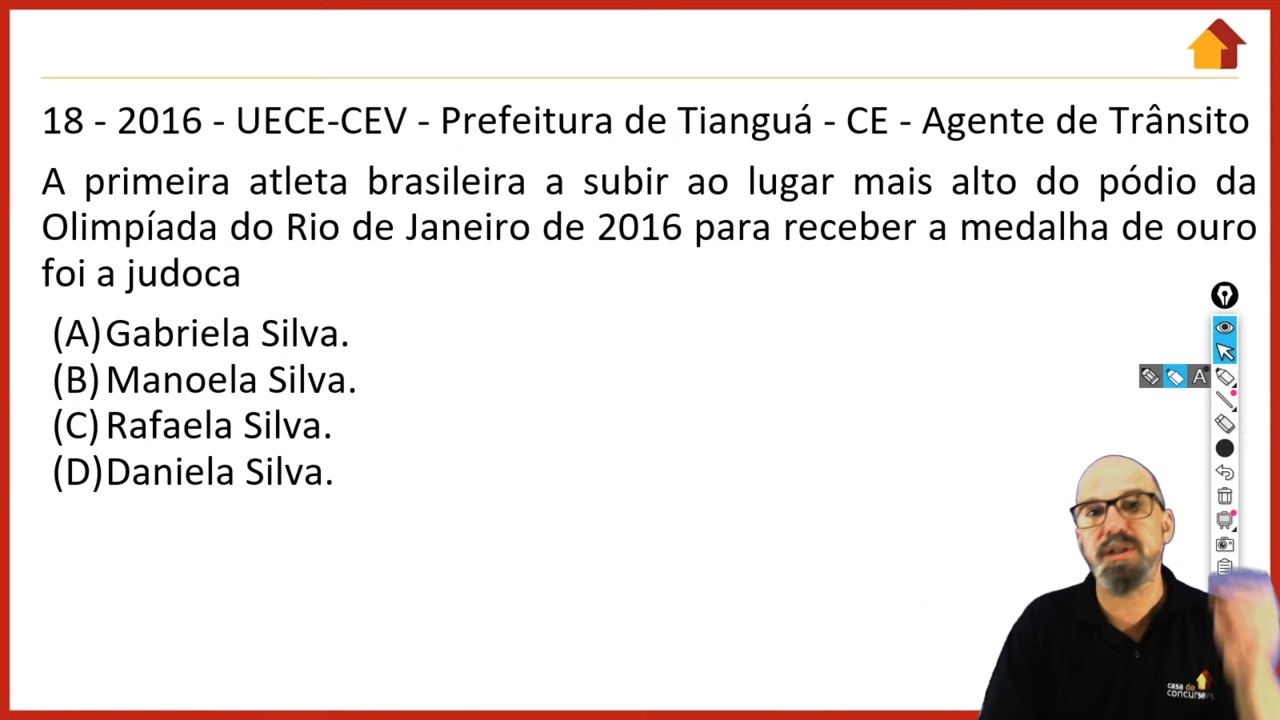 18 - 2016 - UECE-CEV - Prefeitura de Tianguá - CE - Agente de Trânsito
A primeira atleta brasileira a subir ao lugar mais alto do pódio da
Olimpíada do Rio de Janeiro de 2016 para receber a medalha de ouro
foi a judoca
(A) Gabriela Silva.
(B) Manoela Silva.
(C) Rafaela Silva.
(D) Daniela Silva.
A
casa do